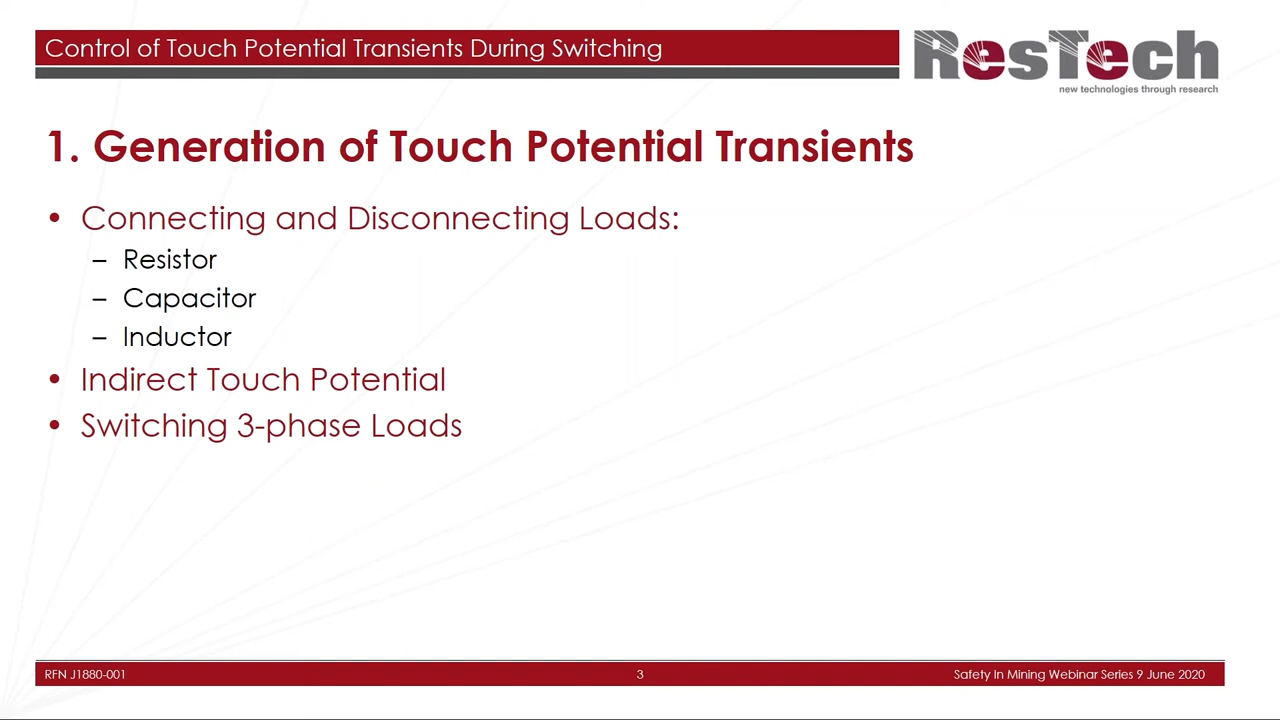 Control of Touch Potential Transients During Switching
ResTech
new technologies through research
1. Generation of Touch Potential Transients
• Connecting and Disconnecting Loads:
– Resistor
– Capacitor
– Inductor
• Indirect Touch Potential
• Switching 3-phase Loads
RFN J1880-001
3
Safety In Mining Webinar Series 9 June 2020